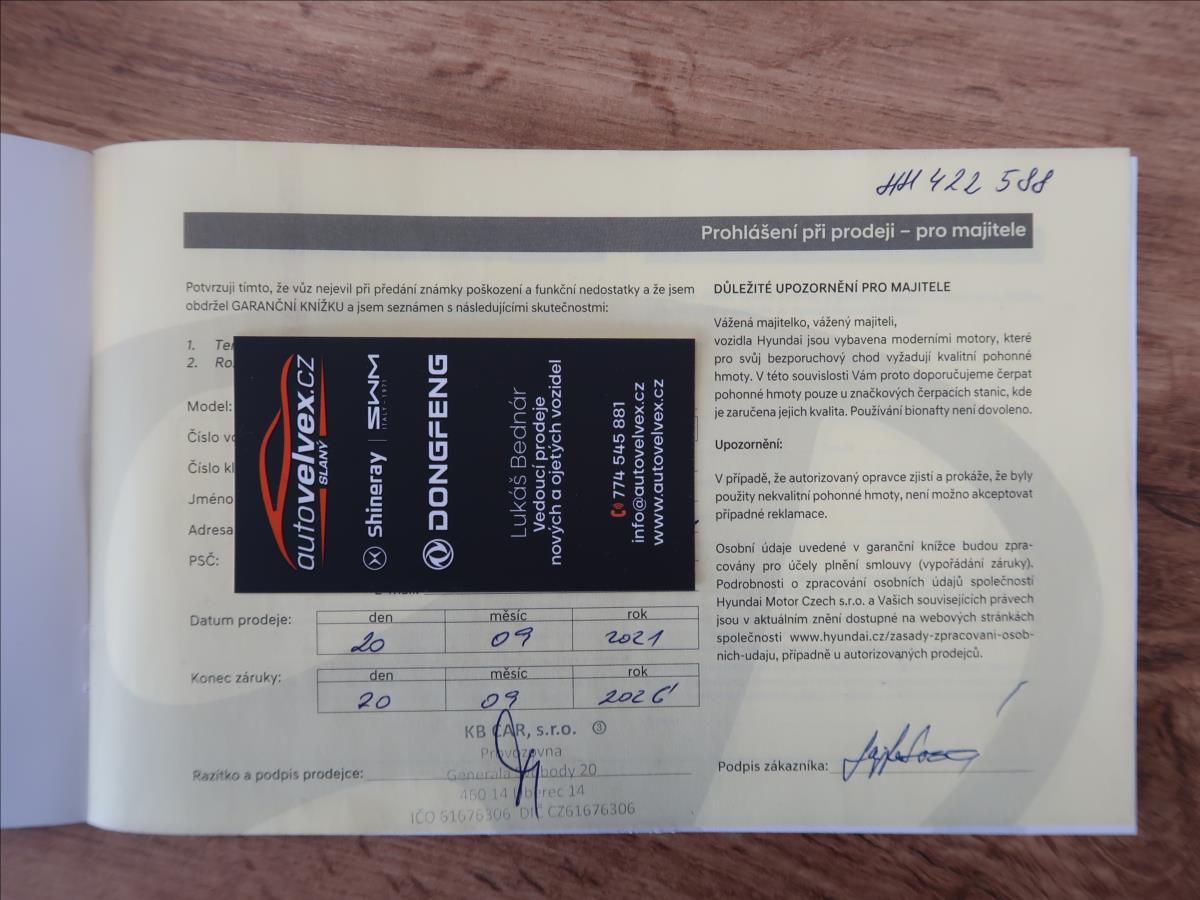 HH 422 588
Prohlášení při prodeji – pro majitele
Potvrzuji tímto, že vůz nejevil při předání známky poškození a funkční nedostatky a že jsem
obdržel GARANČNÍ KNÍŽKU a jsem seznámen s následujícími skutečnostmi:
1.
2.
Model:
Číslo
Číslo
Jméno
Adresa
PSČ:
autovelvex.cz
SLANÝ
Shineray | SWM
ITALY-1971
DONGFENG
Lukáš Bednár
Vedoucí prodeje
nových a ojetých vozidel
774 545 881
info@autovelvex.cz
www.autovelvex.cz
Datum prodeje: den měsíc rok
20 09 2021
Konec záruky: den měsíc rok
20 09 2026
KB CAR, s.r.o. 3
Provozovna
Razítko a podpis prodejce:
Generála Svobody 20
460 14 Liberec 14
IČO 61676306 DIČ CZ61676306
DŮLEŽITÉ UPOZORNĚNÍ PRO MAJITELE
Vážená majitelko, vážený majiteli,
vozidla Hyundai jsou vybavena moderními motory, které
pro svůj bezporuchový chod vyžadují kvalitní pohonné
hmoty. V této souvislosti Vám proto doporučujeme čerpat
pohonné hmoty pouze u značkových čerpacích stanic, kde
je zaručena jejich kvalita. Používání bionafty není dovoleno.
Upozornění:
V případě, že autorizovaný opravce zjistí a prokáže, že byly
použity nekvalitní pohonné hmoty, není možno akceptovat
případné reklamace.
Osobní údaje uvedené v garanční knížce budou zpra-
covány pro účely plnění smlouvy (vypořádání záruky).
Podrobnosti o zpracování osobních údajů společností
Hyundai Motor Czech s.r.o. a Vašich souvisejících právech
jsou v aktuálním znění dostupné na webových stránkách
společnosti www.hyundai.cz/zasady-zpracovani-osob-
nich-udaju, případně u autorizovaných prodejců.
Podpis zákazníka: